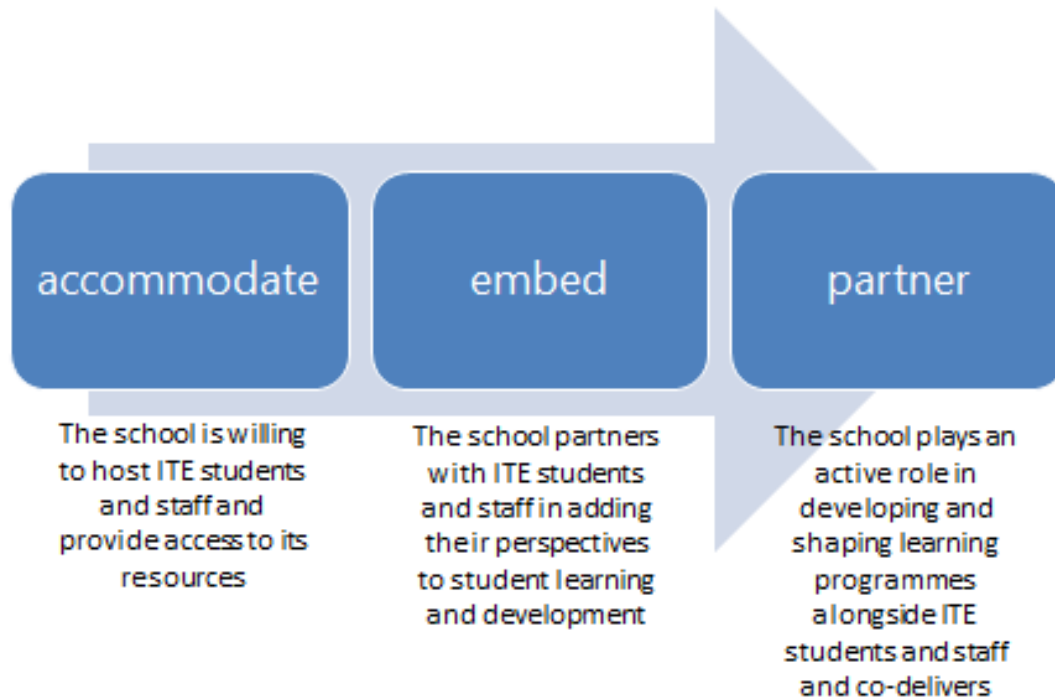 accommodate
embed
partner
The school is willing
to host ITE students
and staff and
provide access to its
resources
The school partners
with ITE students
and staff in adding
their perspectives
to student learning
and development
The school plays an
active role in
developing and
shaping learning
programmes
alongside ITE
students and staff
and co-delivers